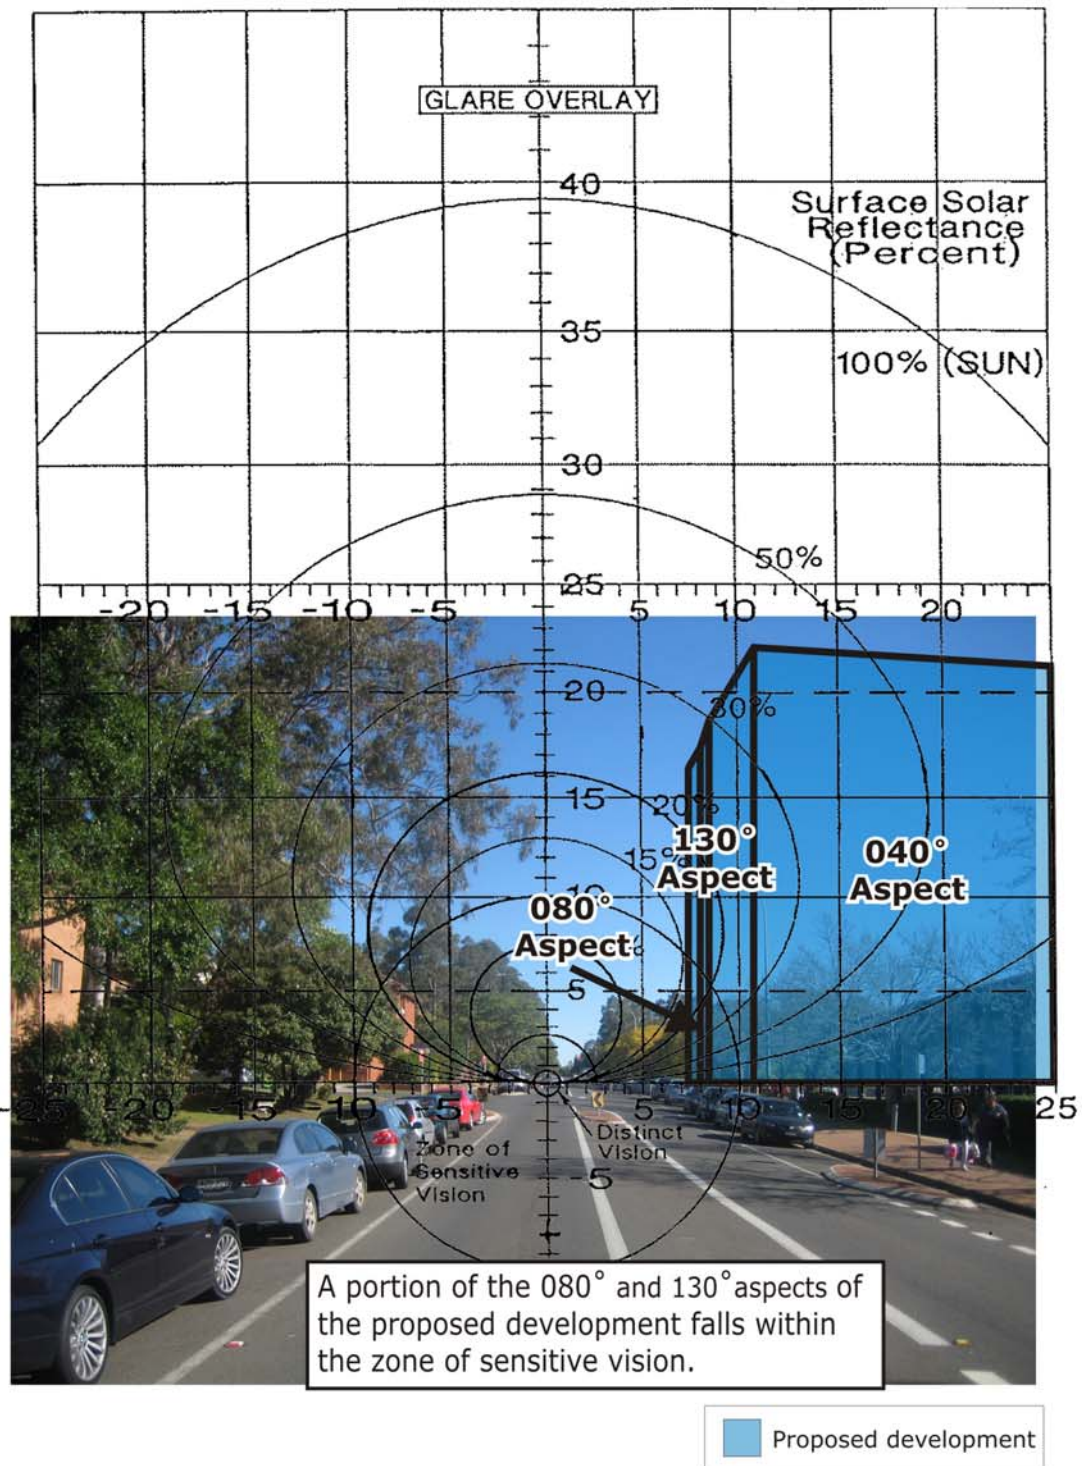 GLARE OVERLAY
40
Surface Solar
Reflectance
(Percent)
35
100% (SUN)
30
50%
25
-20 -15 -10 -5 5 15 20
20
30%
15
20%
15%
130°
Aspect
040°
Aspect
10
080°
Aspect
5
-25 -20 -15 -10 -5 5 10 15 20 25
Distinct
Vision
Zone of
Sensitive
Vision
-5
A portion of the 080° and 130° aspects of
the proposed development falls within
the zone of sensitive vision.
Proposed development